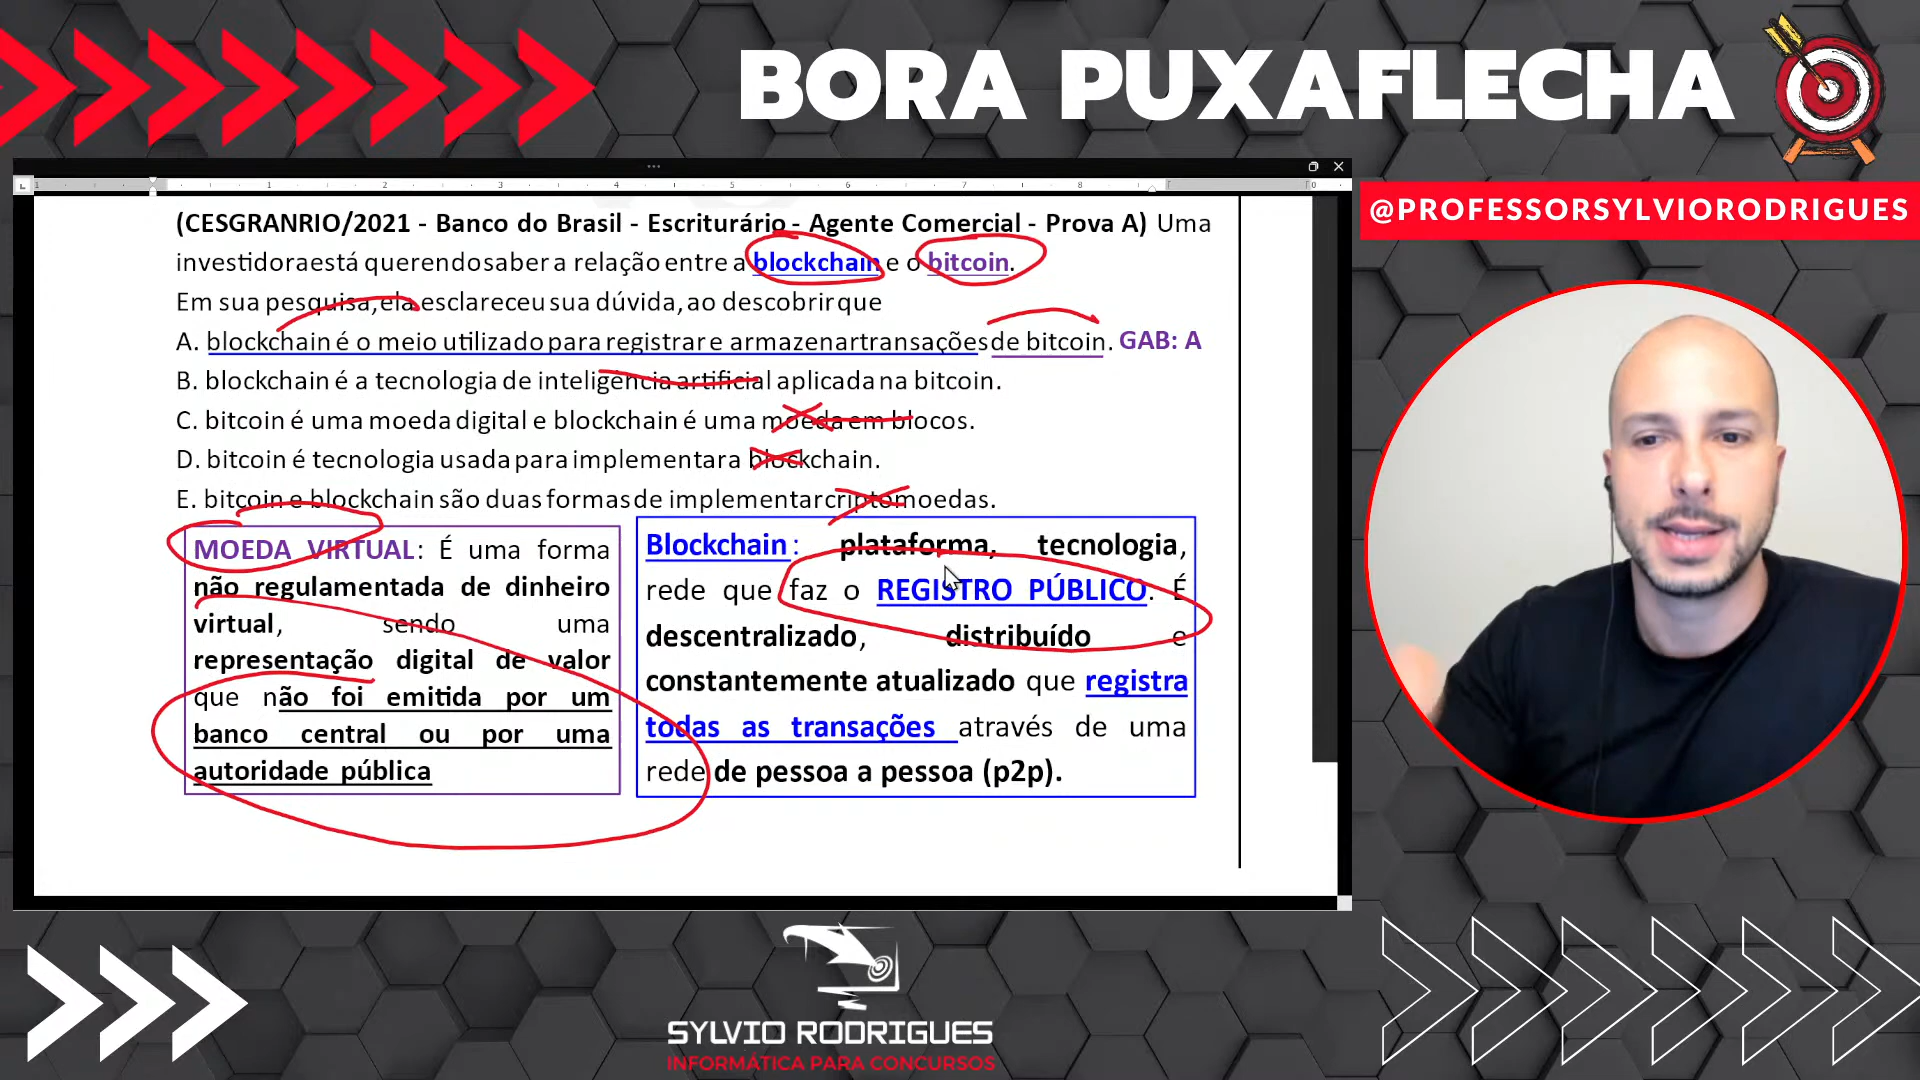 BORA PUXAFLECHA
@PROFESSORSYLVIORODRIGUES
(CESGRANRIO/2021 - Banco do Brasil - Escriturário - Agente Comercial - Prova A) Uma
investidora está querendo saber a relação entre a blockchain e o bitcoin.
Em sua pesquisa, ela esclareceu sua dúvida, ao descobrir que
A. blockchain é o meio utilizado para registrar e armazenar transações de bitcoin. GAB: A
B. blockchain é a tecnologia de inteligência artificial aplicada na bitcoin.
C. bitcoin é uma moeda digital e blockchain é uma moeda em blocos.
D. bitcoin é tecnologia usada para implementar a blockchain.
E. bitcoin e blockchain são duas formas de implementar criptomoedas.
MOEDA VIRTUAL: É uma forma
não regulamentada de dinheiro
virtual, sendo uma
representação digital de valor
que não foi emitida por um
banco central ou por uma
autoridade pública
Blockchain: plataforma, tecnologia,
rede que faz o REGISTRO PÚBLICO. É
descentralizado, distribuído e
constantemente atualizado que registra
todas as transações através de uma
rede de pessoa a pessoa (p2p).
SYLVIO RODRIGUES
INFORMÁTICA PARA CONCURSOS